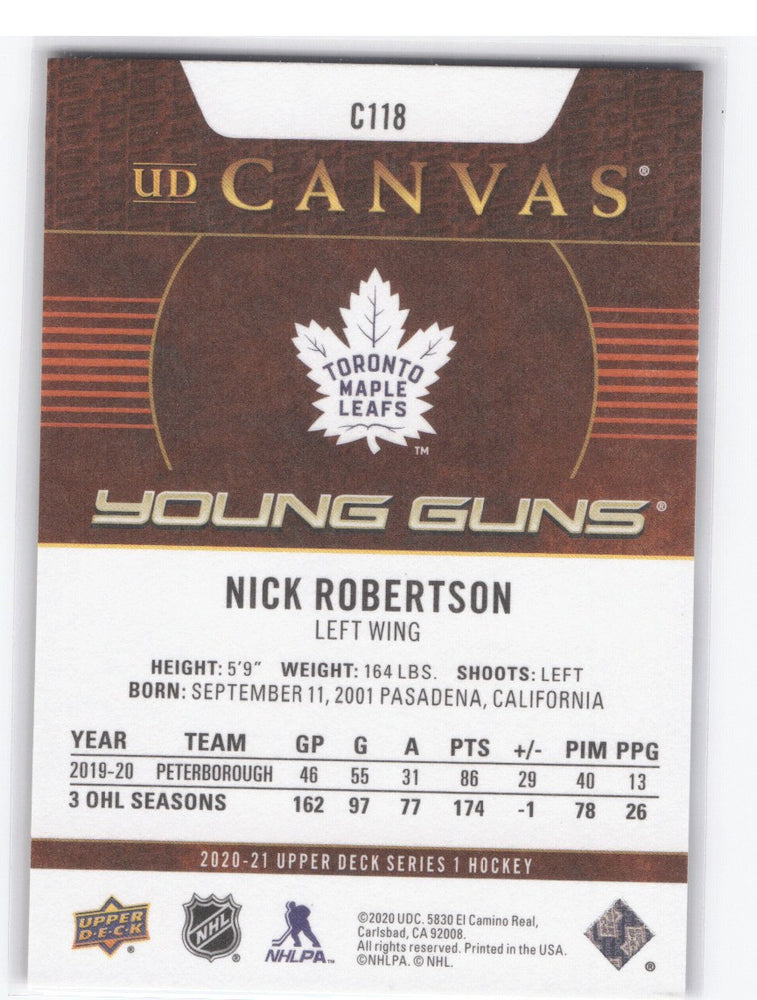 C118
UD CANVAS®
TORONTO
MAPLE
LEAFS
TM
YOUNG GUNS®
NICK ROBERTSON
LEFT WING
HEIGHT: 5'9" WEIGHT: 164 LBS. SHOOTS: LEFT
BORN: SEPTEMBER 11, 2001 PASADENA, CALIFORNIA
YEAR TEAM GP G A PTS +/- PIM PPG
2019-20 PETERBOROUGH 46 55 31 86 29 40 13
3 OHL SEASONS 162 97 77 174 -1 78 26
2020-21 UPPER DECK SERIES 1 HOCKEY
UPPER
DECK
®
NHL
®
NHLPA™
©2020 UDC. 5830 El Camino Real,
Carlsbad, CA 92008.
All rights reserved. Printed in the USA.
©NHLPA. © NHL.
®